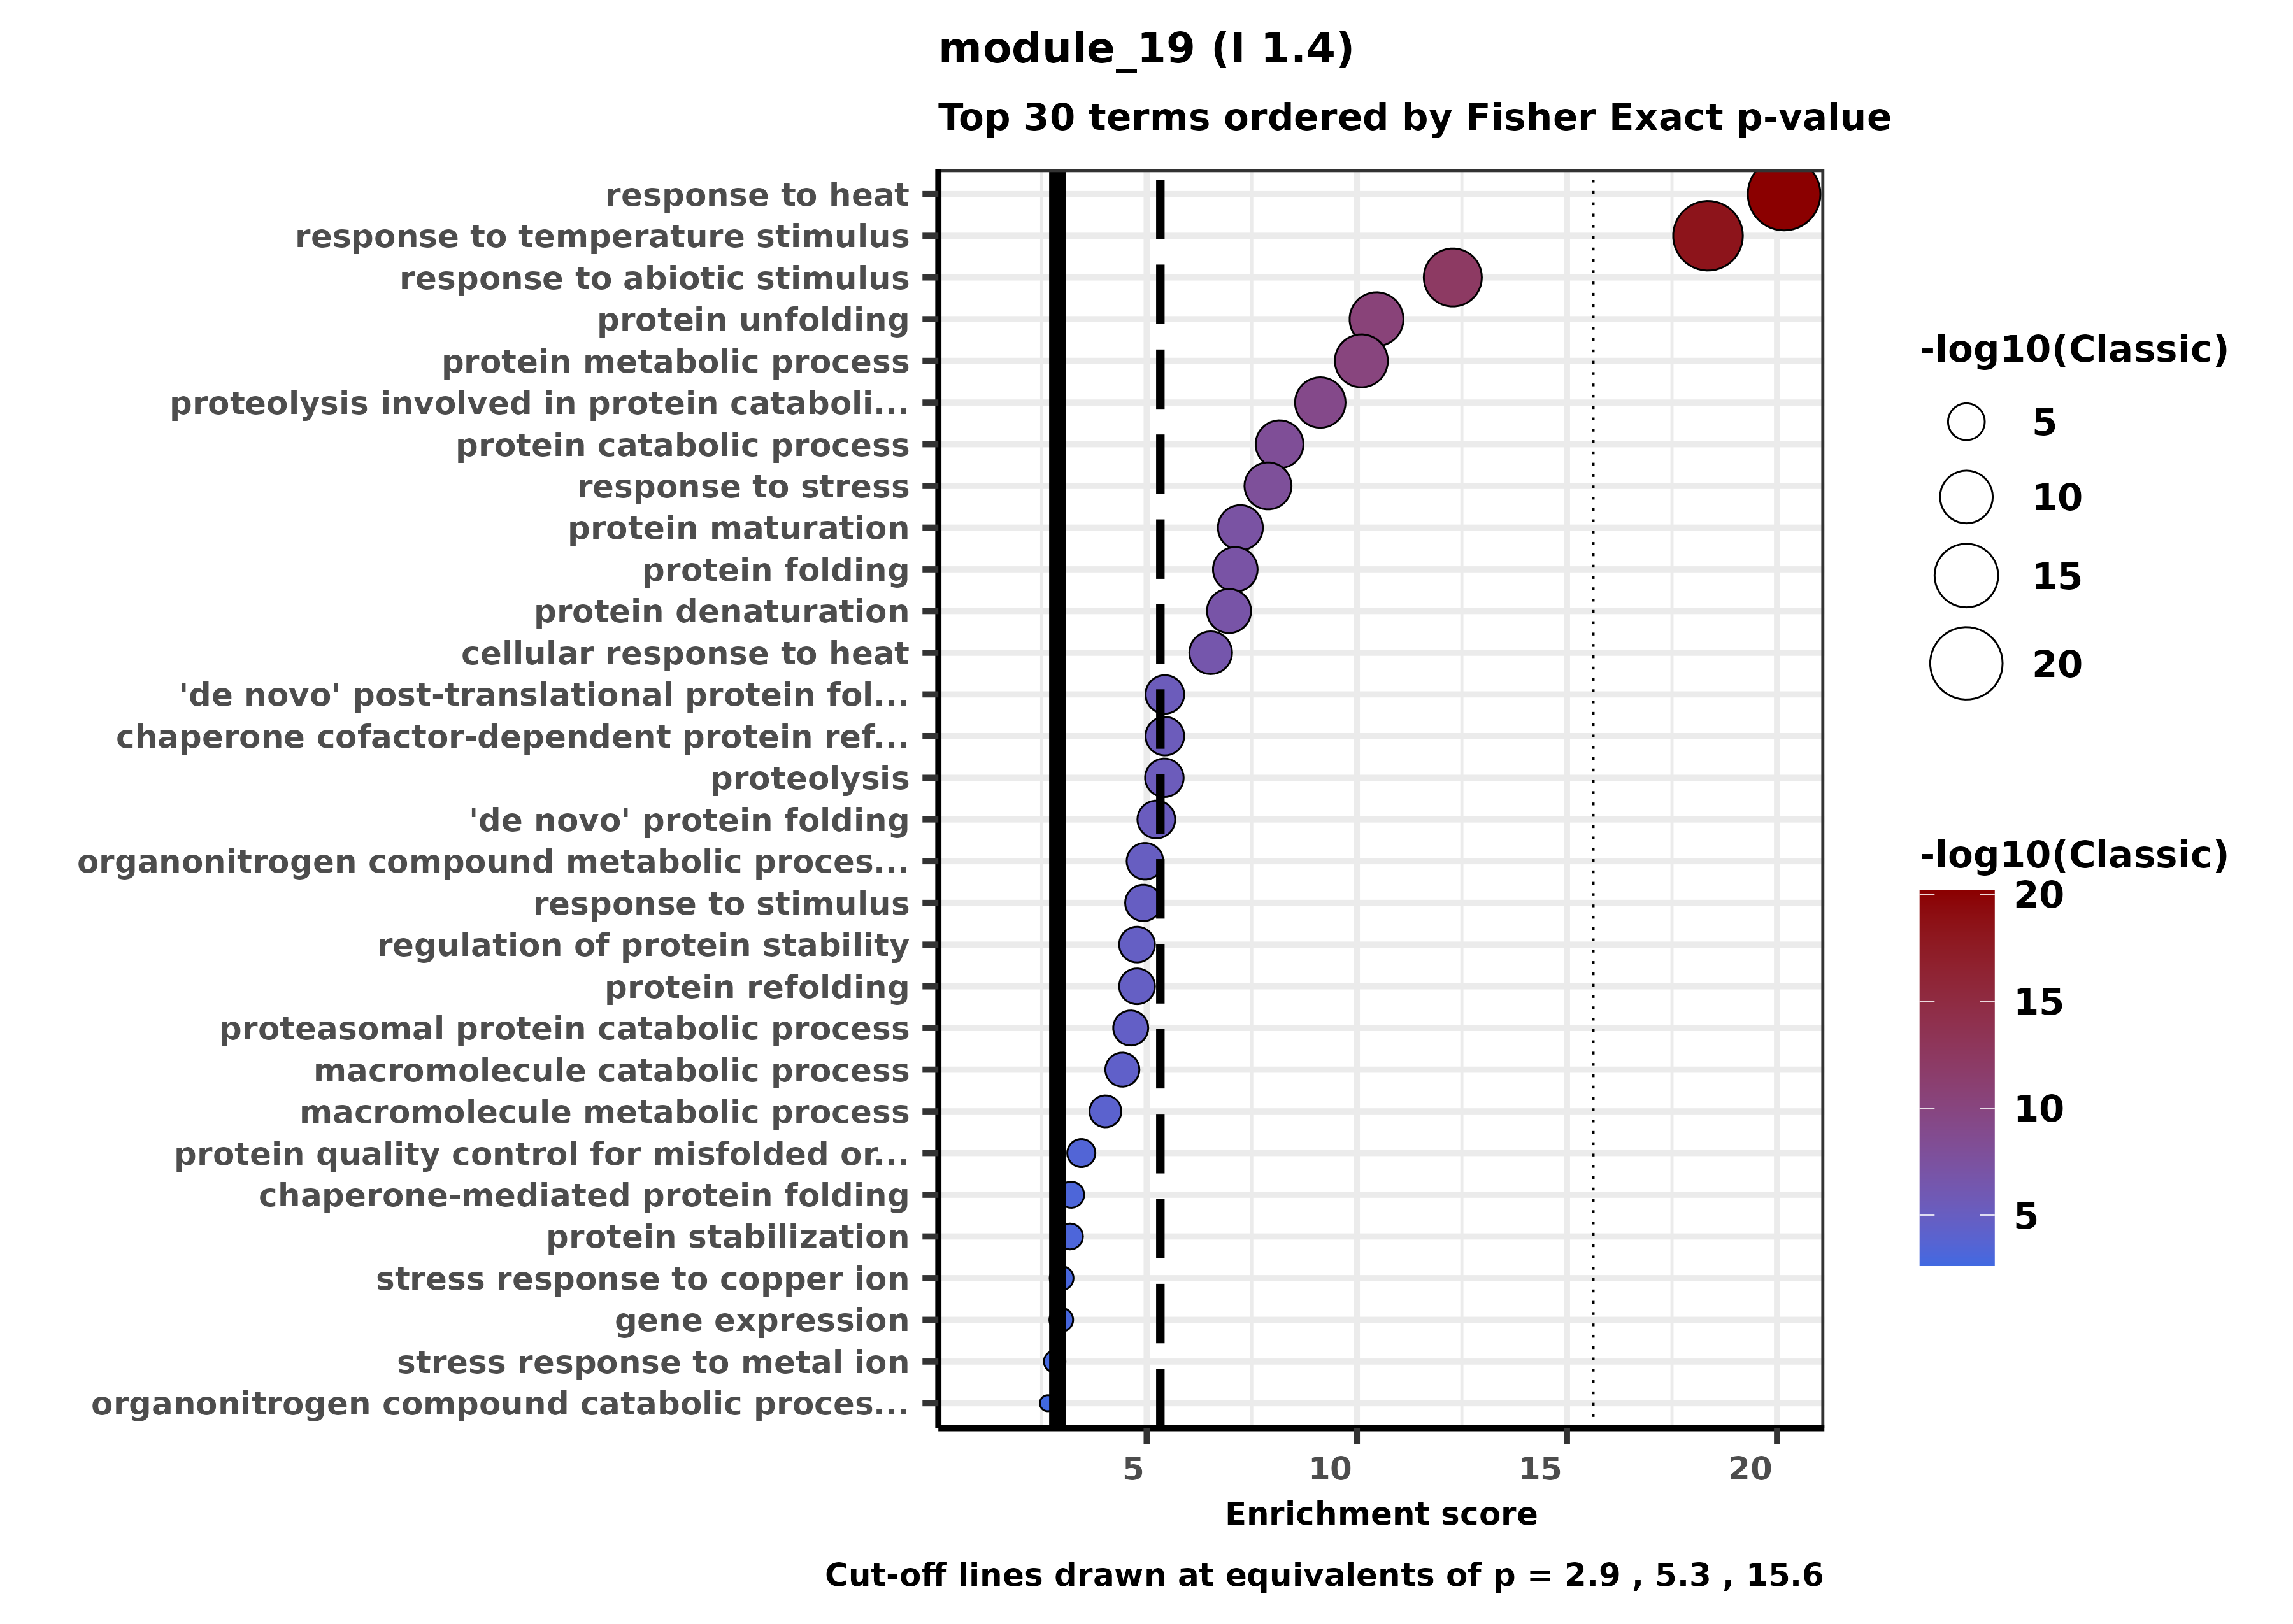 module_19 (I 1.4)
Top 30 terms ordered by Fisher Exact p-value
response to heat
response to temperature stimulus
response to abiotic stimulus
protein unfolding
protein metabolic process
proteolysis involved in protein cataboli...
protein catabolic process
response to stress
protein maturation
protein folding
protein denaturation
cellular response to heat
'de novo' post-translational protein fol...
chaperone cofactor-dependent protein ref...
proteolysis
'de novo' protein folding
organonitrogen compound metabolic proces...
response to stimulus
regulation of protein stability
protein refolding
proteasomal protein catabolic process
macromolecule catabolic process
macromolecule metabolic process
protein quality control for misfolded or...
chaperone-mediated protein folding
protein stabilization
stress response to copper ion
gene expression
stress response to metal ion
organonitrogen compound catabolic proces...
5 10 15 20
Enrichment score
Cut-off lines drawn at equivalents of p = 2.9 , 5.3 , 15.6
-log10(Classic)
5
10
15
20
-log10(Classic)
20
15
10
5